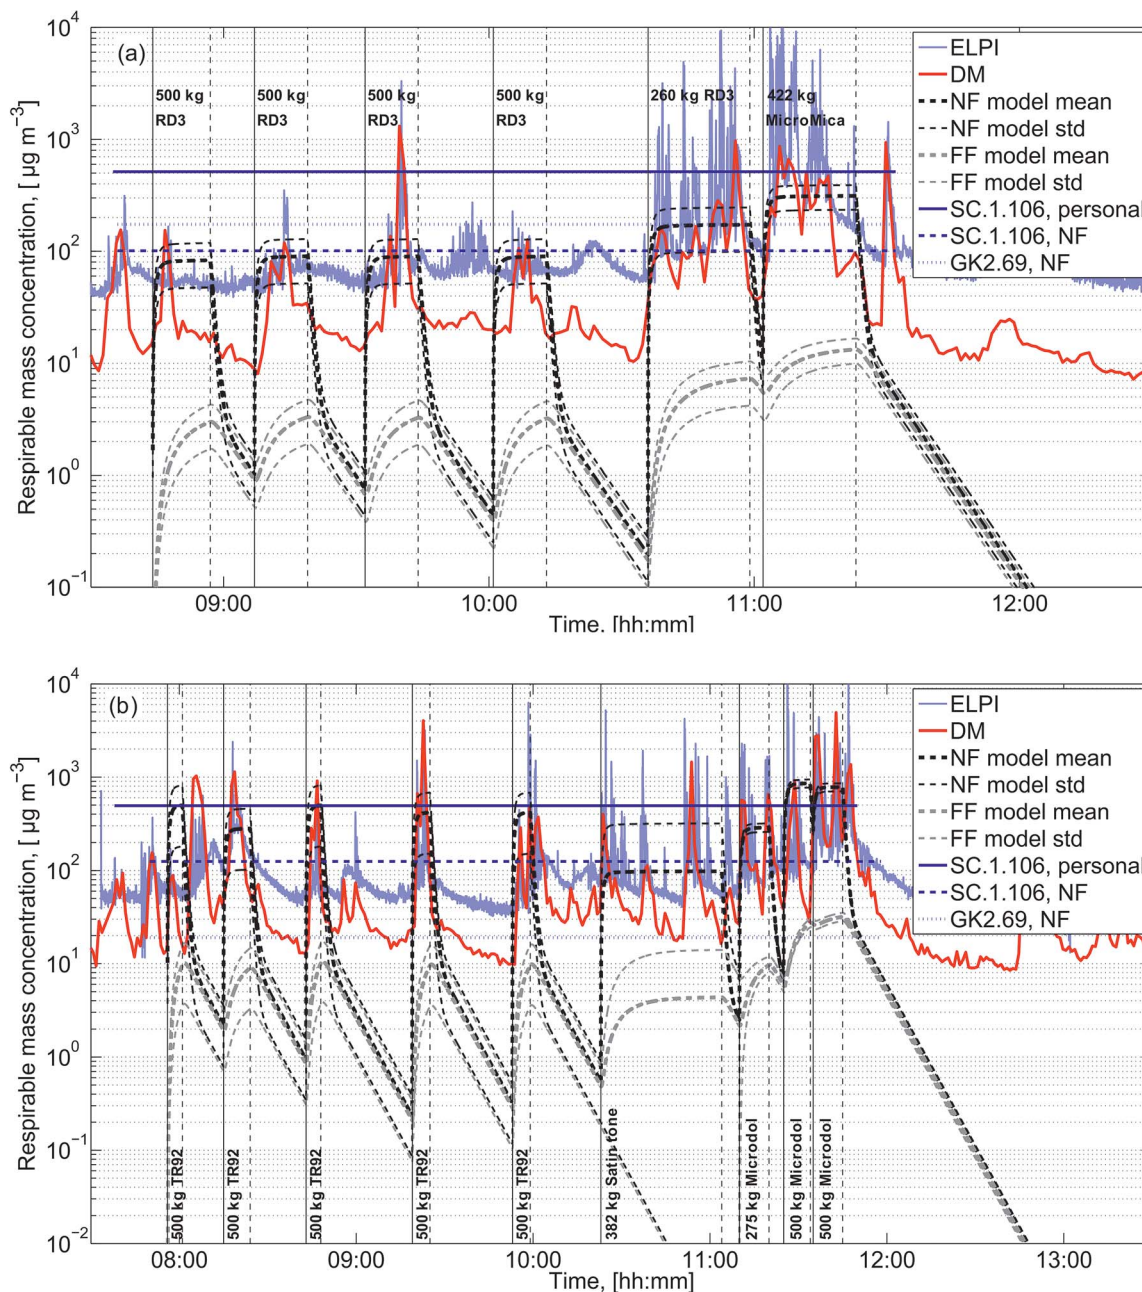 (a)
10⁴
10³
10²
10¹
10⁰
10⁻¹
Respirable mass concentration, [ µg m⁻³]
500 kg
RD3
500 kg
RD3
500 kg
RD3
500 kg
RD3
260 kg RD3
422 kg
MicroMica
ELPI
DM
NF model mean
NF model std
FF model mean
FF model std
SC.1.106, personal
SC.1.106, NF
GK2.69, NF
09:00
10:00
11:00
12:00
Time, [hh:mm]
(b)
10⁴
10³
10²
10¹
10⁰
10⁻¹
10⁻²
Respirable mass concentration, [ µg m⁻³]
ELPI
DM
NF model mean
NF model std
FF model mean
FF model std
SC.1.106, personal
SC.1.106, NF
GK2.69, NF
500 kg TR92
500 kg TR92
500 kg TR92
500 kg TR92
500 kg TR92
382 kg Satin tone
275 kg Microdol
500 kg Microdol
500 kg Microdol
08:00
09:00
10:00
11:00
12:00
13:00
Time, [hh:mm]